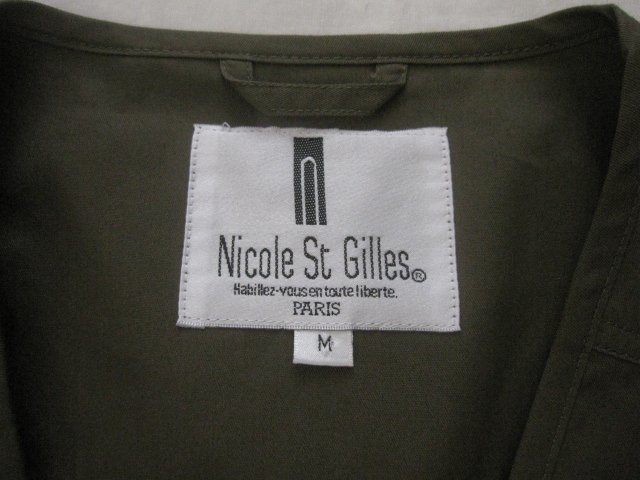 Nicole St Gilles®
Habillez-vous en toute liberte.
PARIS
M